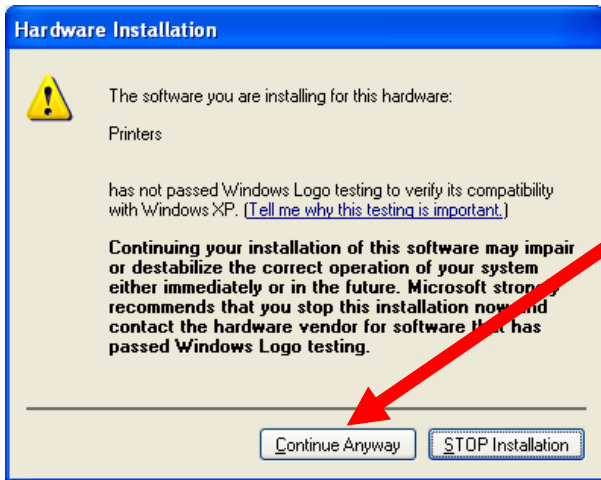 Hardware Installation
The software you are installing for this hardware:
Printers
has not passed Windows Logo testing to verify its compatibility
with Windows XP. (Tell me why this testing is important.)
Continuing your installation of this software may impair
or destabilize the correct operation of your system
either immediately or in the future. Microsoft strongly
recommends that you stop this installation now and
contact the hardware vendor for software that has
passed Windows Logo testing.
Continue Anyway
STOP Installation